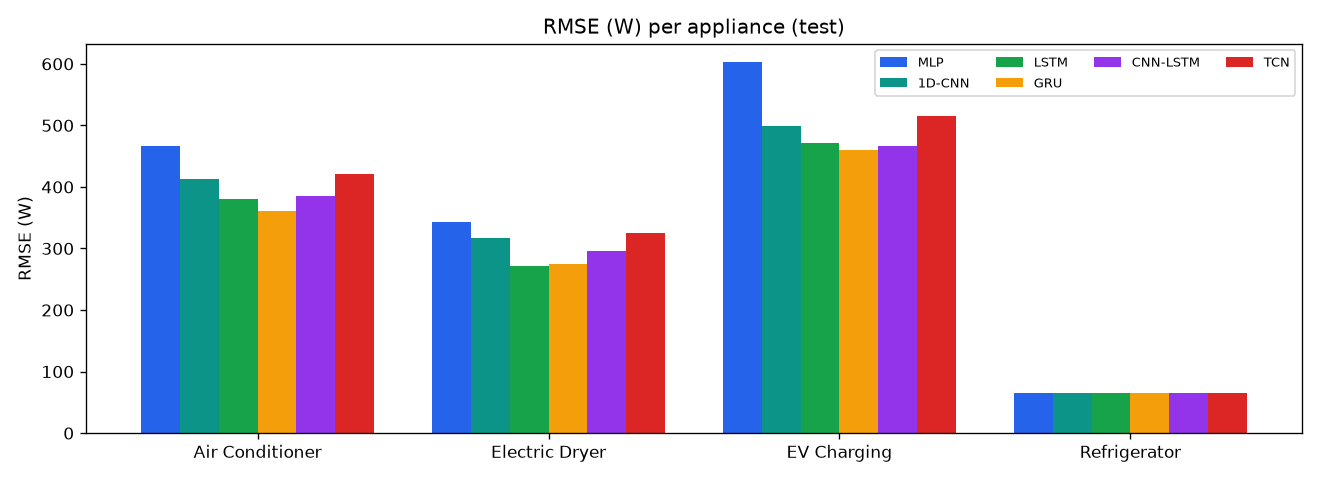 RMSE (W) per appliance (test)
MLP
1D-CNN
LSTM
GRU
CNN-LSTM
TCN
RMSE (W)
600
500
400
300
200
100
0
Air Conditioner
Electric Dryer
EV Charging
Refrigerator